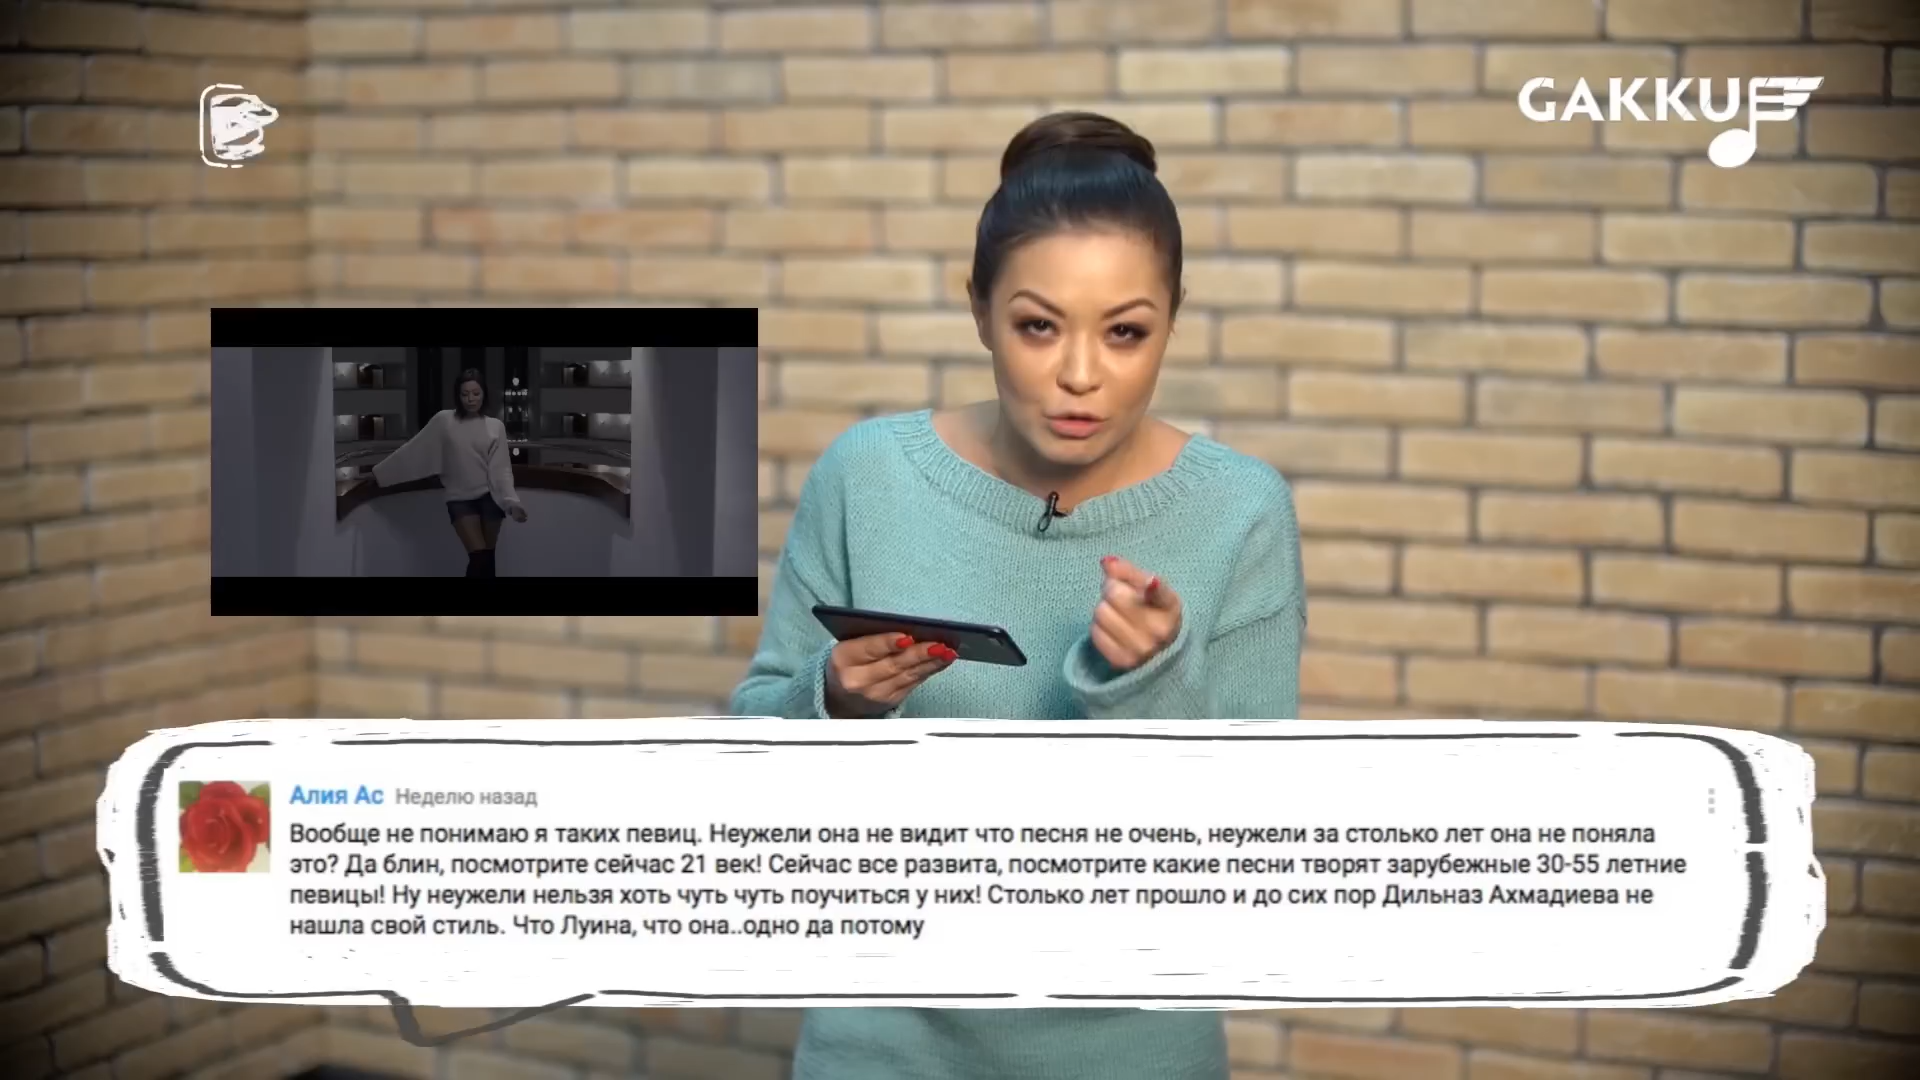 GAKKU
Алия Ас Неделю назад
Вообще не понимаю я таких певиц. Неужели она не видит что песня не очень, неужели за столько лет она не поняла
это? Да блин, посмотрите сейчас 21 век! Сейчас все развита, посмотрите какие песни творят зарубежные 30-55 летние
певицы! Ну неужели нельзя хоть чуть чуть поучиться у них! Столько лет прошло и до сих пор Дильназ Ахмадиева не
нашла свой стиль. Что Луина, что она..одно да потому